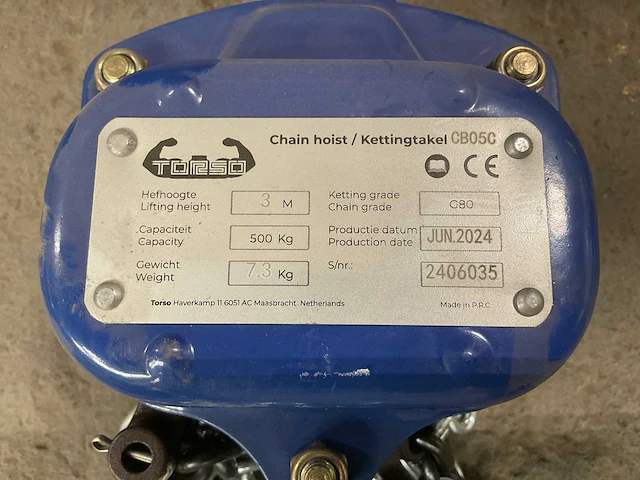 Chain hoist / Kettingtakel CB05C
TORSO
CE
Hefhoogte
Lifting height
3 M
Ketting grade
Chain grade
G80
Capaciteit
Capacity
500 Kg
Productie datum
Production date
JUN.2024
Gewicht
Weight
7.3 Kg
S/nr.:
2406035
Torso Haverkamp 11 6051 AC Maasbracht. Netherlands
Made in P.R.C